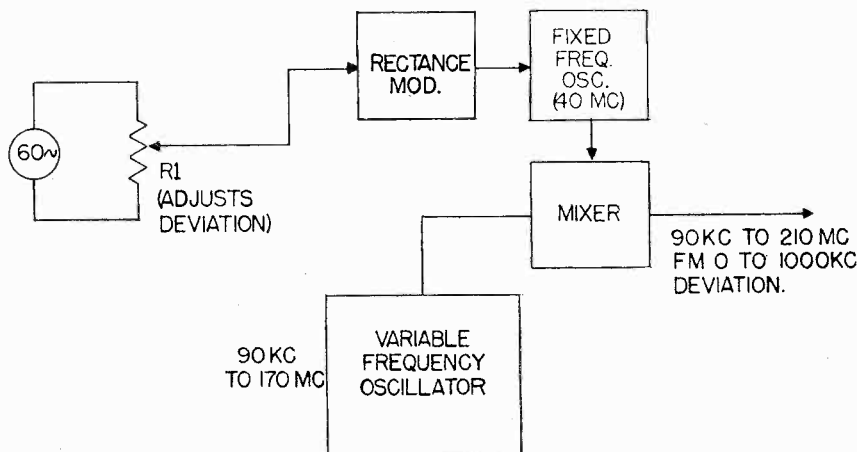 RECTANCE
MOD.
FIXED
FREQ.
OSC.
(40 MC)
60~
R1
(ADJUSTS
DEVIATION)
MIXER
90KC TO 210 MC
FM 0 TO 1000KC
DEVIATION.
90 KC
TO 170 MC
VARIABLE
FREQUENCY
OSCILLATOR